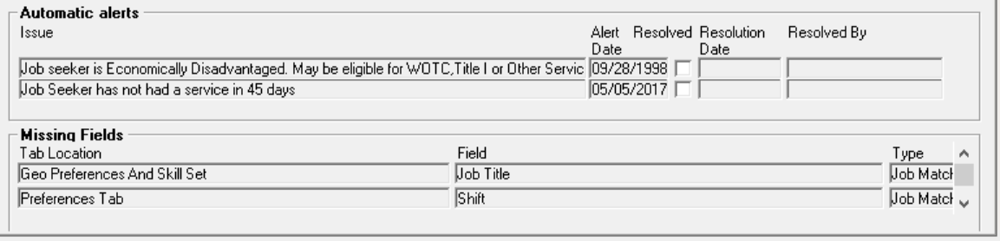 Automatic alerts
Issue Alert Date Resolved Resolution Date Resolved By
Job seeker is Economically Disadvantaged. May be eligible for WOTC,Title I or Other Servic 09/28/1998
Job Seeker has not had a service in 45 days 05/05/2017
Missing Fields
Tab Location Field Type
Geo Preferences And Skill Set Job Title Job Match
Preferences Tab Shift Job Match